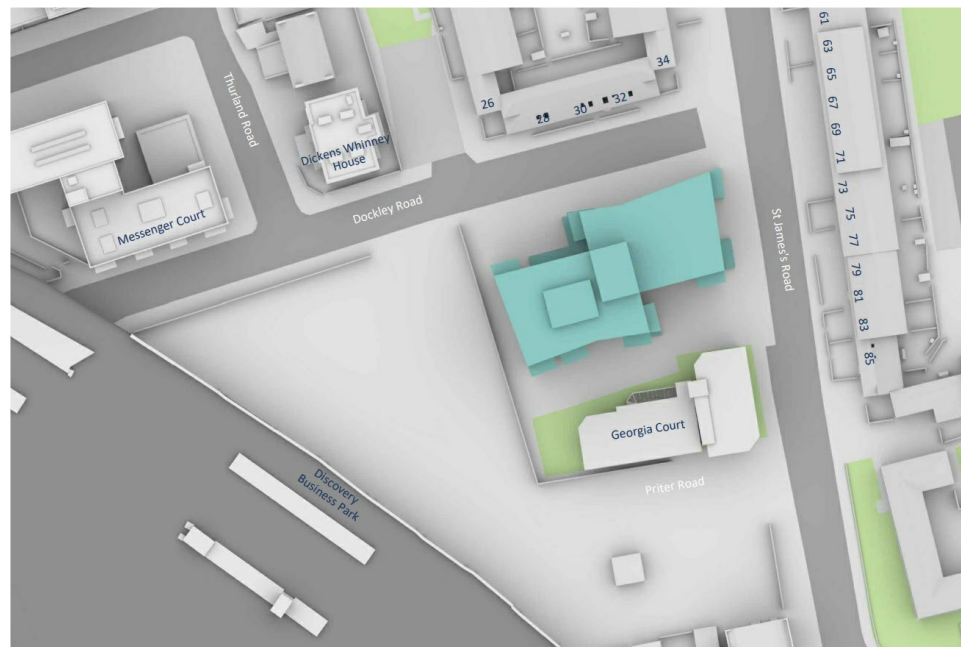 61
63
65
67
69
71
73
75
77
79
81
83
85
34
32
30
28
26
Thurland Road
Dickens Whinney
House
Dockley Road
Messenger Court
St James's Road
Georgia Court
Priter Road
Discovery
Business Park